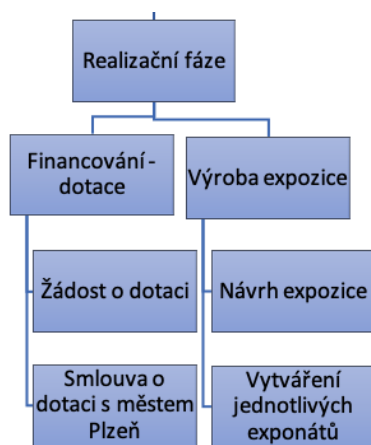 Realizační fáze
Financování -
dotace
Výroba expozice
Žádost o dotaci
Návrh expozice
Smlouva o
dotaci s městem
Plzeň
Vytváření
jednotlivých
exponátů